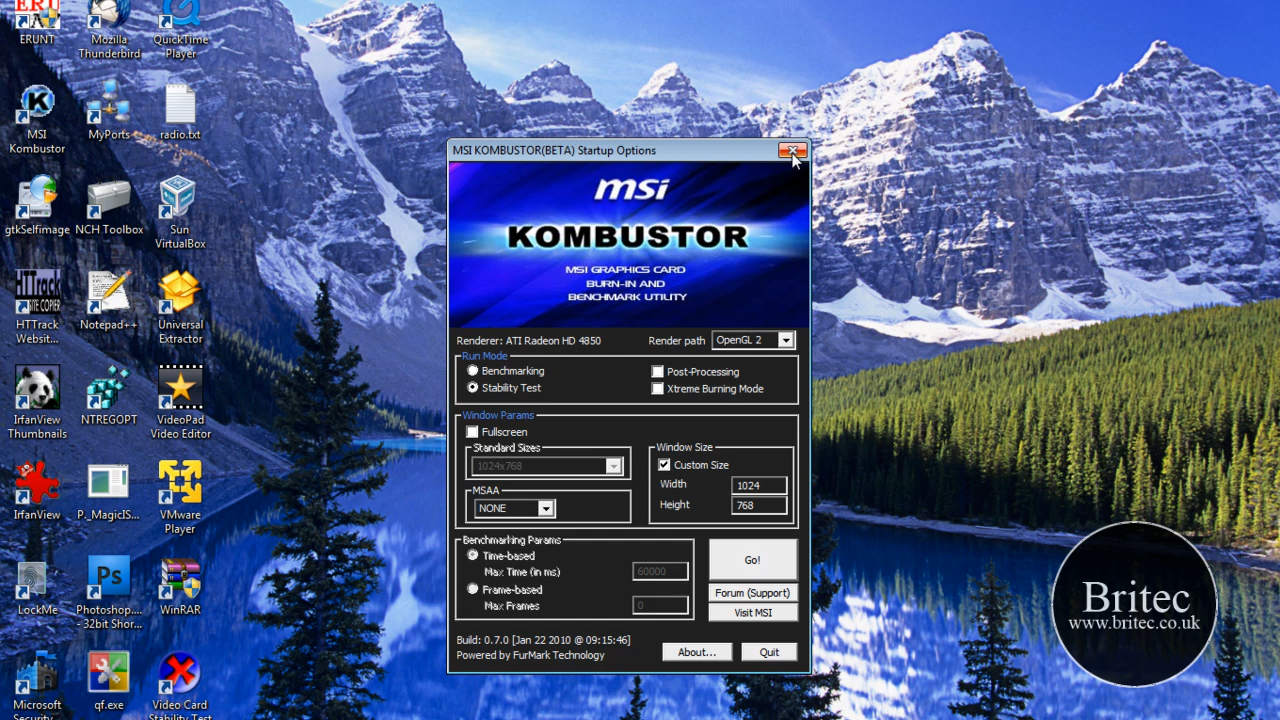 ERUNT
Mozilla
Thunderbird
QuickTime
Player
MSI
Kombustor
MyPorts
radio.txt
gtkSelfimage
NCH Toolbox
Sun
VirtualBox
HTTrack
Websit...
Notepad++
Universal
Extractor
IrfanView
Thumbnails
NTREGOPT
VideoPad
Video Editor
IrfanView
P._MagicIS...
VMware
Player
LockMe
Ps
Photoshop....
- 32bit Shor...
WinRAR
Microsoft
Security
qf.exe
Video Card
Stability Test
MSI KOMBUSTOR(BETA) Startup Options
msi
KOMBUSTOR
MSI GRAPHICS CARD
BURN-IN AND
BENCHMARK UTILITY
Renderer: ATI Radeon HD 4850
Render path
OpenGL 2
Run Mode
Benchmarking
Post-Processing
Stability Test
Xtreme Burning Mode
Window Params
Fullscreen
Standard Sizes
1024x768
MSAA
NONE
Window Size
Custom Size
Width
1024
Height
768
Benchmarking Params
Time-based
Max Time (in ms)
60000
Frame-based
Max Frames
0
Go!
Forum (Support)
Visit MSI
Build: 0.7.0 [Jan 22 2010 @ 09:15:46]
Powered by FurMark Technology
About...
Quit
Britec
www.britec.co.uk